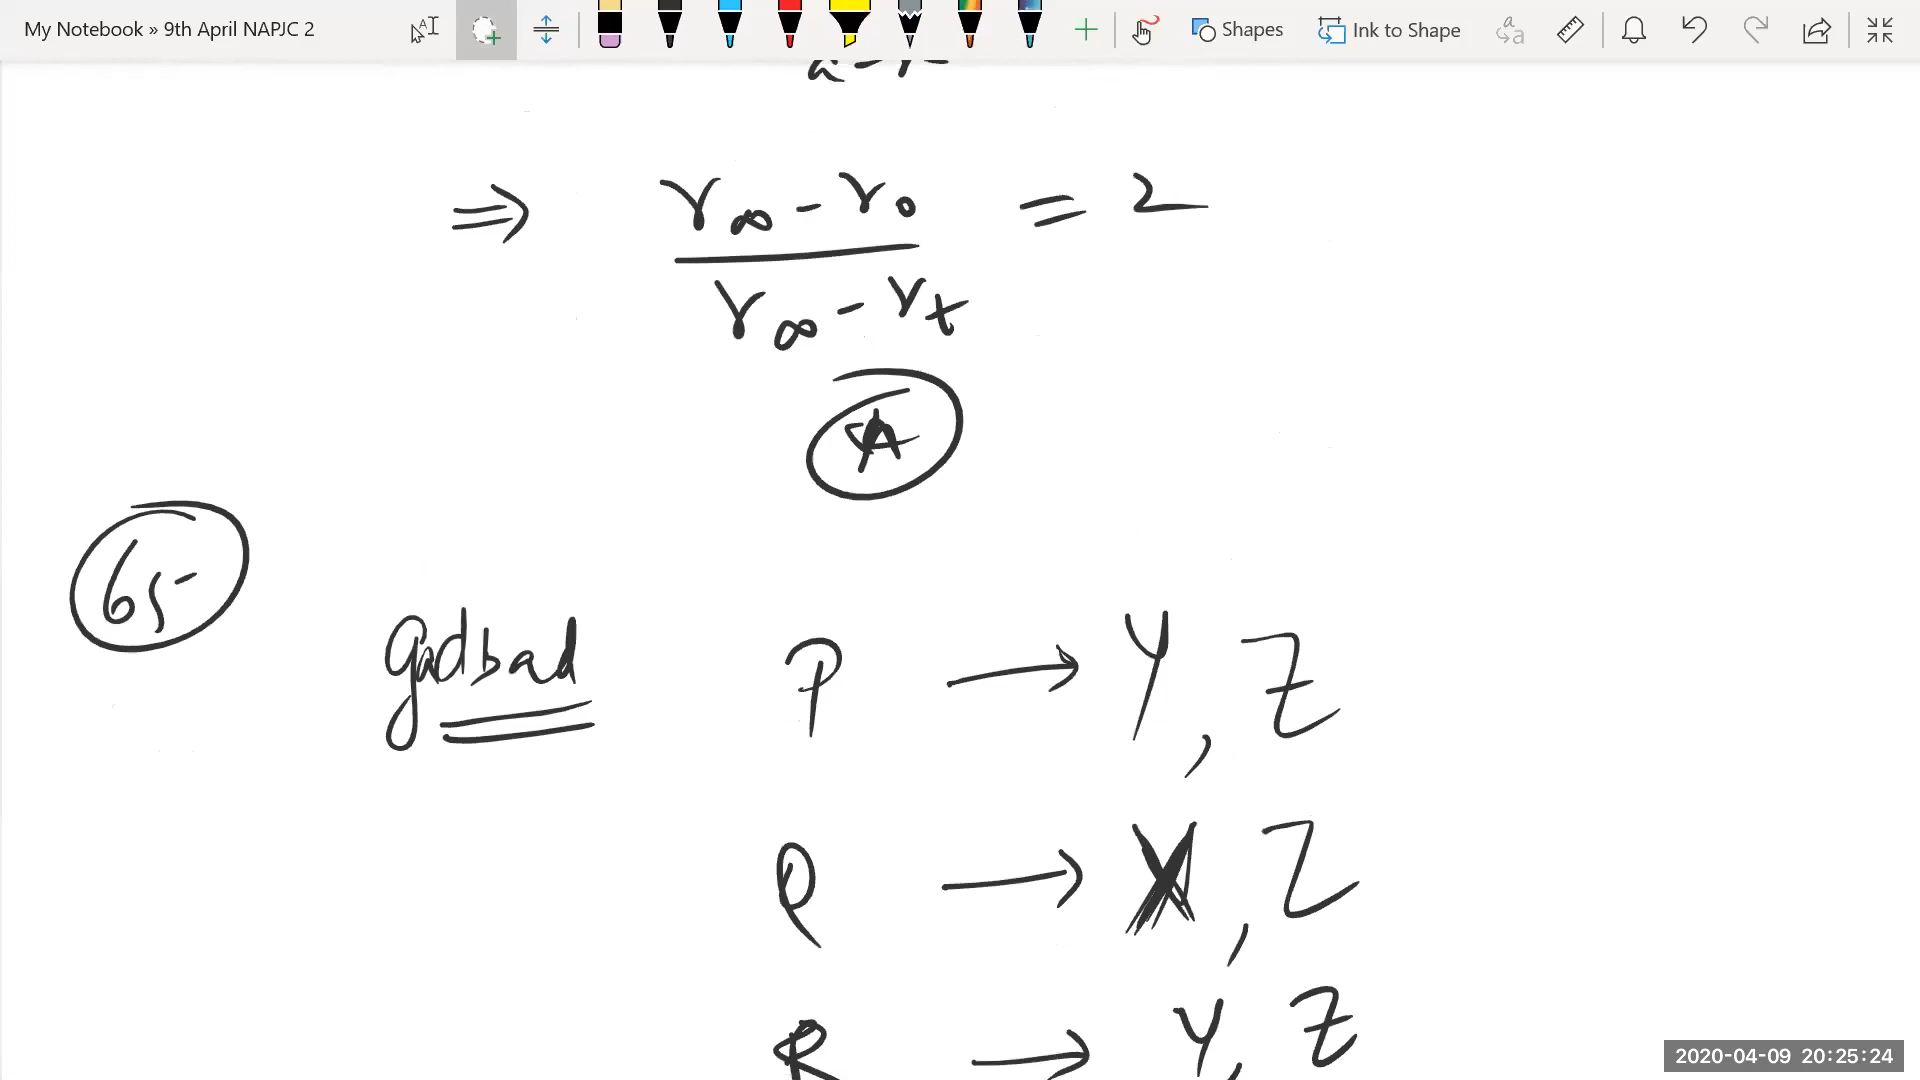 My Notebook » 9th April NAPJC 2
Shapes
Ink to Shape
a - x
⇒ r∞ - r₀ = 2
r∞ - rt
A
65
Gadbad P → Y, Z
Q → X, Z
R → Y, Z
2020-04-09 20:25:24